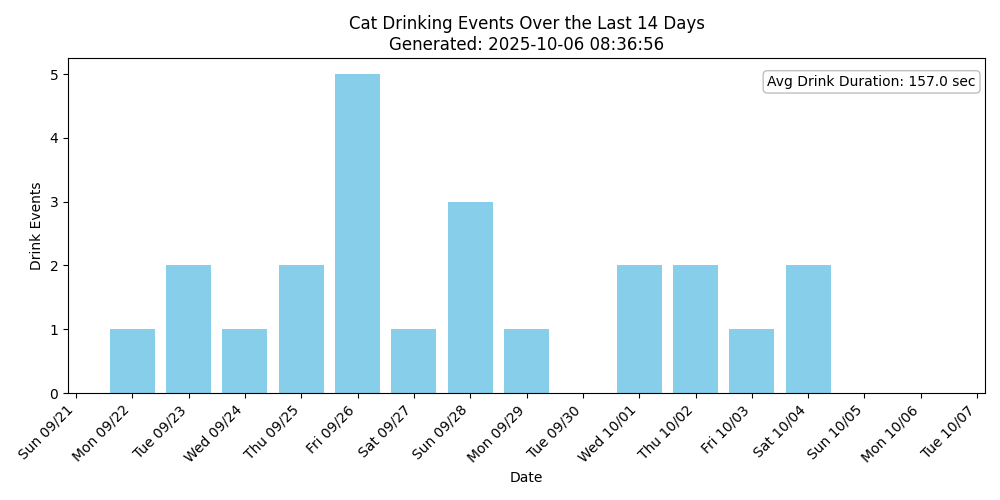 Cat Drinking Events Over the Last 14 Days
Generated: 2025-10-06 08:36:56
Avg Drink Duration: 157.0 sec
Drink Events
5
4
3
2
1
0
Sun 09/21
Mon 09/22
Tue 09/23
Wed 09/24
Thu 09/25
Fri 09/26
Sat 09/27
Sun 09/28
Mon 09/29
Tue 09/30
Wed 10/01
Thu 10/02
Fri 10/03
Sat 10/04
Sun 10/05
Mon 10/06
Tue 10/07
Date